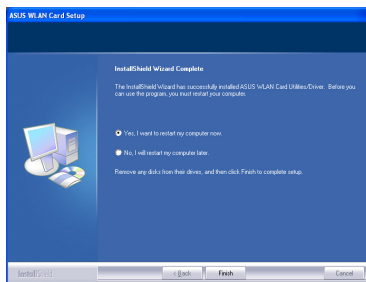 ASUS WLAN Card Setup
InstallShield Wizard Complete
The InstallShield Wizard has successfully installed ASUS WLAN Card Utilities/Driver. Before you
can use the program, you must restart your computer.
Yes, I want to restart my computer now.
No, I will restart my computer later.
Remove any disks from their drives, and then click Finish to complete setup.
InstallShield
< Back Finish Cancel